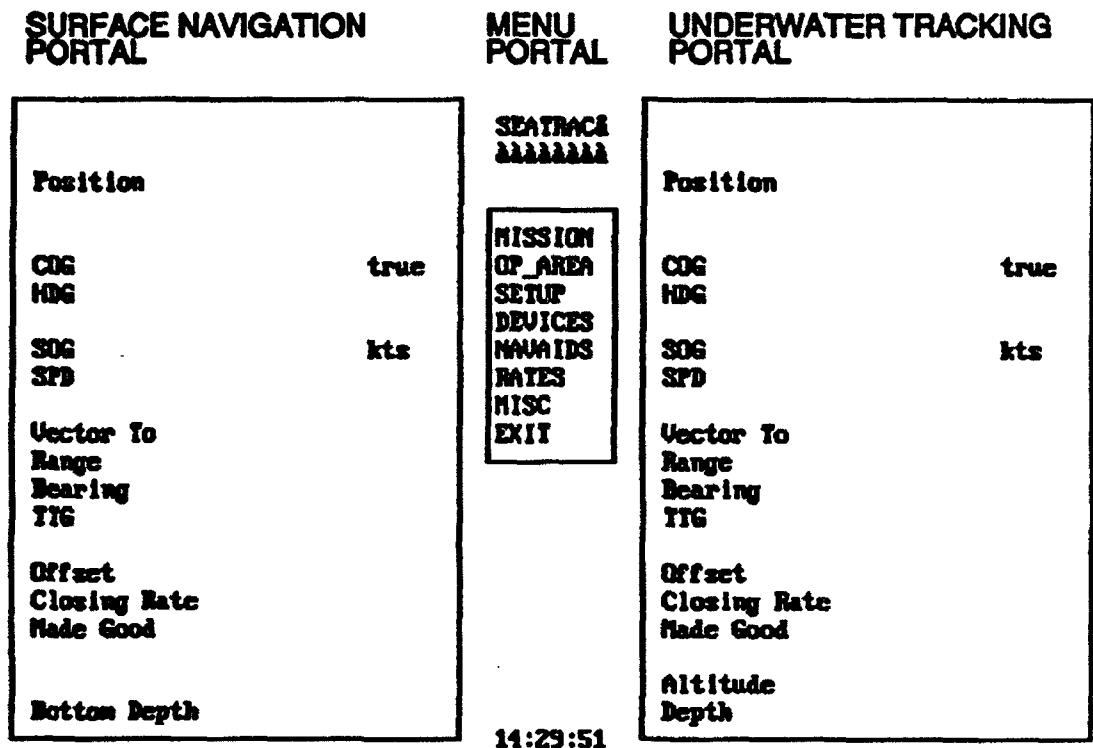 SURFACE NAVIGATION
PORTAL
Position
COG true
HDG
SOG kts
SPD
Vector To
Range
Bearing
TTG
Offset
Closing Rate
Made Good
Bottom Depth
MENU
PORTAL
SEATRAC&
àààààààà
MISSION
OP_AREA
SETUP
DEVICES
NAVAIDS
RATES
MISC
EXIT
14:29:51
UNDERWATER TRACKING
PORTAL
Position
COG true
HDG
SOG kts
SPD
Vector To
Range
Bearing
TTG
Offset
Closing Rate
Made Good
Altitude
Depth